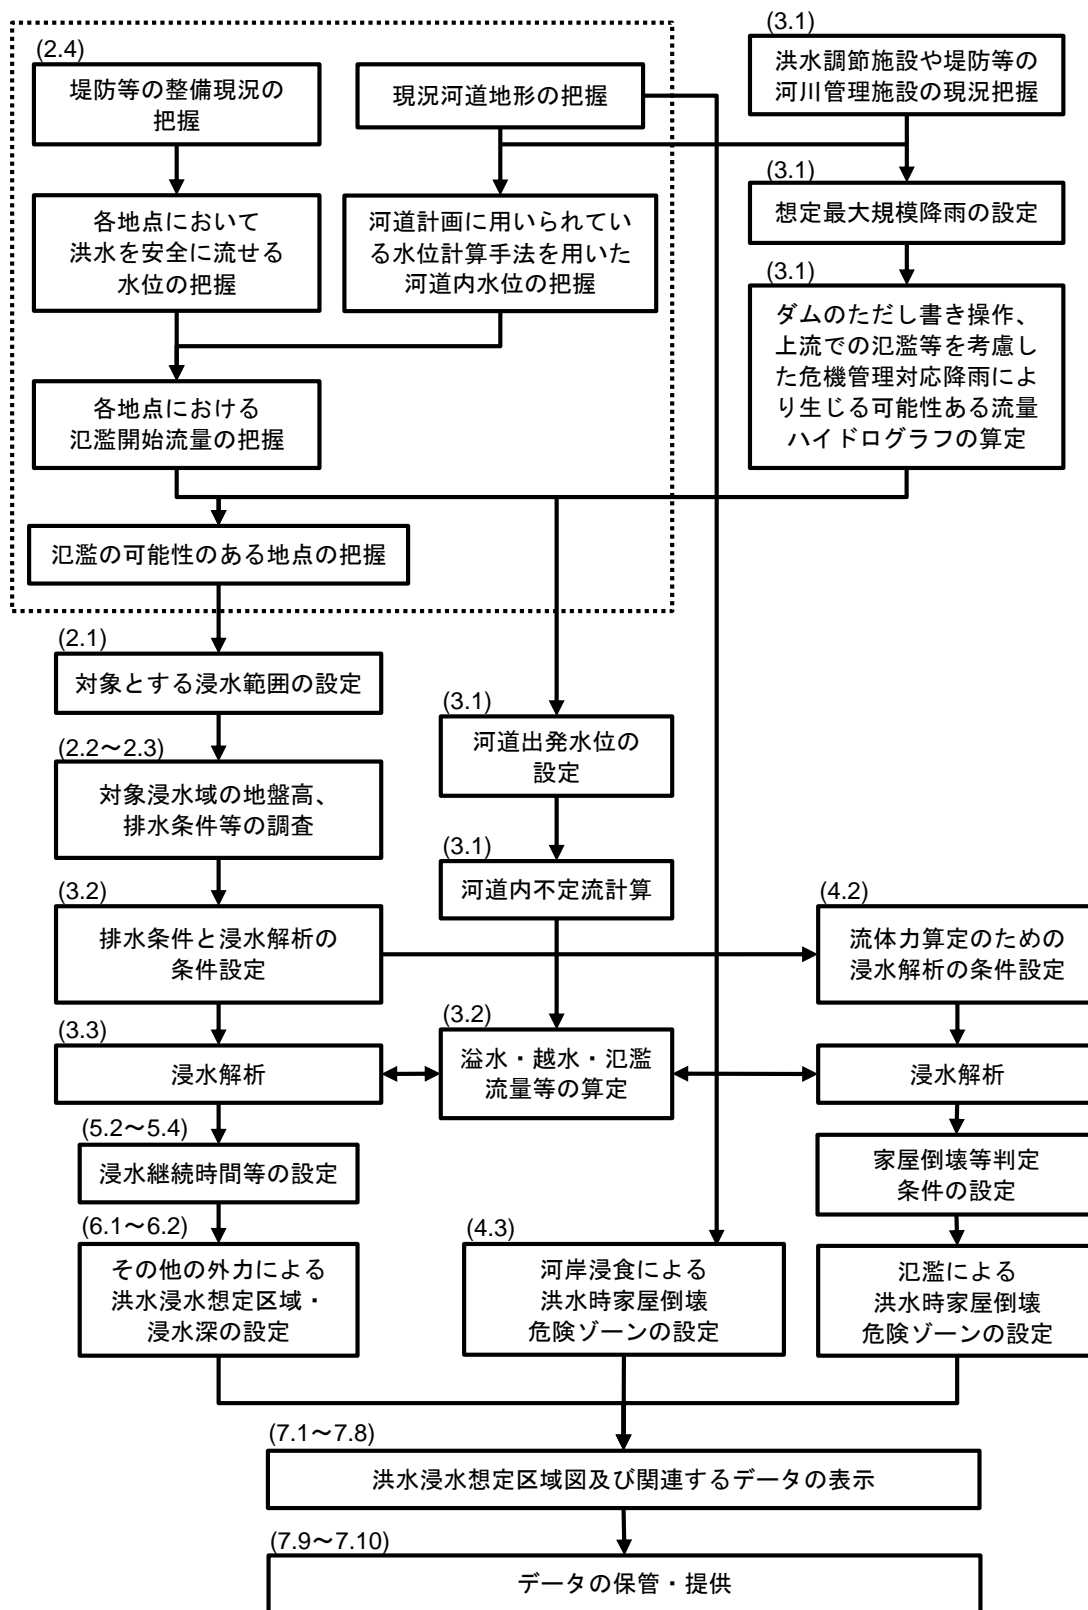 (2.4)
堤防等の整備現況の
把握
現況河道地形の把握
(3.1)
洪水調節施設や堤防等の
河川管理施設の現況把握
各地点において
洪水を安全に流せる
水位の把握
河道計画に用いられてい
る水位計算手法を用いた
河道内水位の把握
(3.1)
想定最大規模降雨の設定
(3.1)
ダムのただし書き操作、
上流での氾濫等を考慮し
た危機管理対応降雨によ
り生じる可能性ある流量
ハイドログラフの算定
各地点における
氾濫開始流量の把握
氾濫の可能性のある地点の把握
(2.1)
対象とする浸水範囲の設定
(3.1)
河道出発水位の
設定
(2.2～2.3)
対象浸水域の地盤高、
排水条件等の調査
(3.1)
河道内不定流計算
(3.2)
排水条件と浸水解析の
条件設定
(4.2)
流体力算定のための
浸水解析の条件設定
(3.3)
浸水解析
(3.2)
溢水・越水・氾濫
流量等の算定
浸水解析
(5.2～5.4)
浸水継続時間等の設定
家屋倒壊等判定
条件の設定
(6.1～6.2)
その他の外力による
洪水浸水想定区域・
浸水深の設定
(4.3)
河岸浸食による
洪水時家屋倒壊
危険ゾーンの設定
氾濫による
洪水時家屋倒壊
危険ゾーンの設定
(7.1～7.8)
洪水浸水想定区域図及び関連するデータの表示
(7.9～7.10)
データの保管・提供